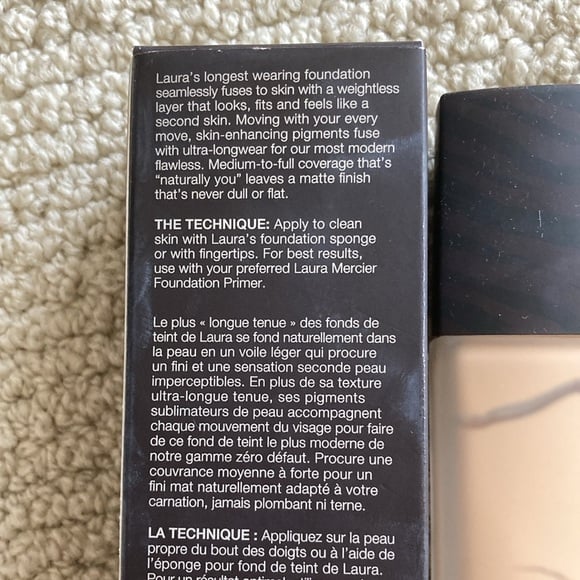 Laura's longest wearing foundation
seamlessly fuses to skin with a weightless
layer that looks, fits and feels like a
second skin. Moving with your every
move, skin-enhancing pigments fuse
with ultra-longwear for our most modern
flawless. Medium-to-full coverage that's
"naturally you" leaves a matte finish
that's never dull or flat.
THE TECHNIQUE: Apply to clean
skin with Laura's foundation sponge
or with fingertips. For best results,
use with your preferred Laura Mercier
Foundation Primer.
Le plus « longue tenue » des fonds de
teint de Laura se fond naturellement dans
la peau en un voile léger qui procure
un fini et une sensation seconde peau
imperceptibles. En plus de sa texture
ultra-longue tenue, ses pigments
sublimateurs de peau accompagnent
chaque mouvement du visage pour faire
de ce fond de teint le plus moderne de
notre gamme zéro défaut. Procure une
couvrance moyenne à forte pour un
fini mat naturellement adapté à votre
carnation, jamais plombant ni terne.
LA TECHNIQUE : Appliquez sur la peau
propre du bout des doigts ou à l'aide de
l'éponge pour fond de teint de Laura.
Pour un résultat